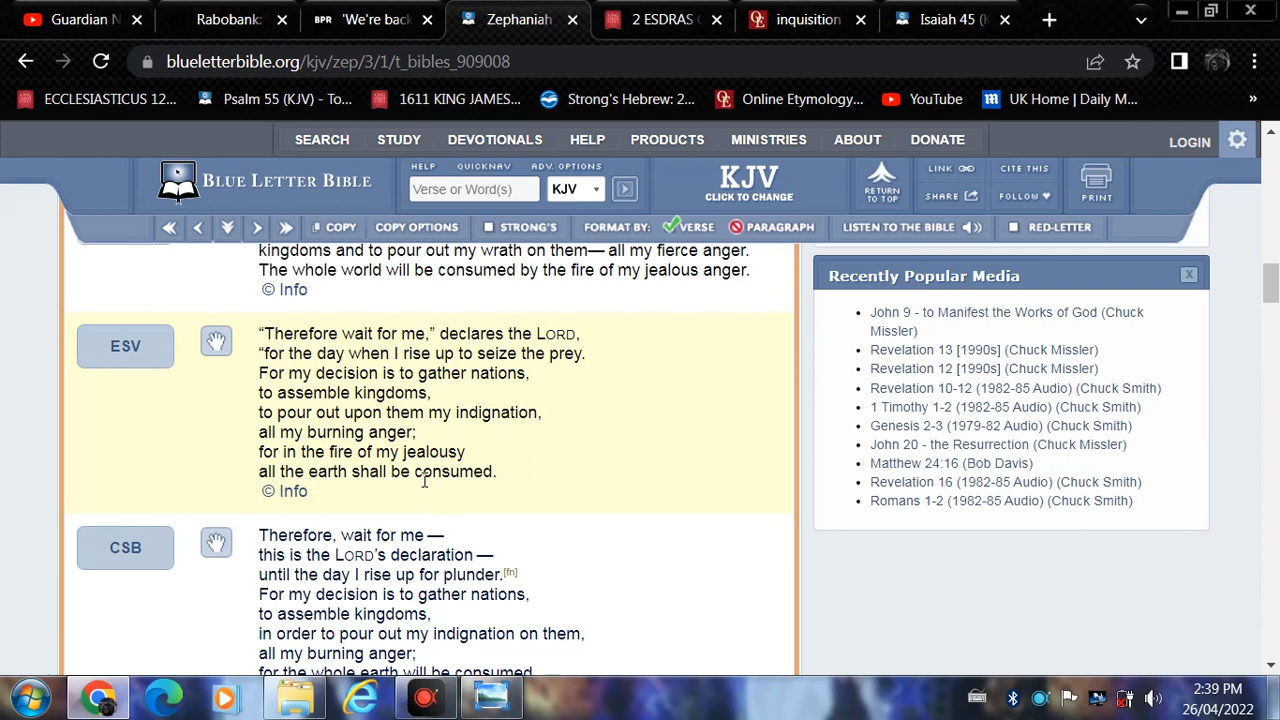 Guardian N
Rabobank:
BPR 'We're back
Zephaniah
2 ESDRAS
inquisition
Isaiah 45 (K
blueletterbible.org/kjv/zep/3/1/t_bibles_909008
ECCLESIASTICUS 12...
Psalm 55 (KJV) - To...
1611 KING JAMES...
Strong's Hebrew: 2...
Online Etymology...
YouTube
UK Home | Daily M...
SEARCH STUDY DEVOTIONALS HELP PRODUCTS MINISTRIES ABOUT DONATE
LOGIN
BLUE LETTER BIBLE
HELP QUICKNAV ADV. OPTIONS
Verse or Word(s)
KJV
KJV
CLICK TO CHANGE
RETURN
TO TOP
LINK
SHARE
CITE THIS
FOLLOW
PRINT
COPY COPY OPTIONS STRONG'S FORMAT BY: VERSE PARAGRAPH LISTEN TO THE BIBLE RED-LETTER
kingdoms and to pour out my wrath on them— all my fierce anger.
The whole world will be consumed by the fire of my jealous anger.
© Info
ESV
“Therefore wait for me,” declares the LORD,
“for the day when I rise up to seize the prey.
For my decision is to gather nations,
to assemble kingdoms,
to pour out upon them my indignation,
all my burning anger;
for in the fire of my jealousy
all the earth shall be consumed.
© Info
CSB
Therefore, wait for me —
this is the LORD’s declaration —
until the day I rise up for plunder.[fn]
For my decision is to gather nations,
to assemble kingdoms,
in order to pour out my indignation on them,
all my burning anger;
for the whole earth will be consumed
Recently Popular Media
X
John 9 - to Manifest the Works of God (Chuck
Missler)
Revelation 13 [1990s] (Chuck Missler)
Revelation 12 [1990s] (Chuck Missler)
Revelation 10-12 (1982-85 Audio) (Chuck Smith)
1 Timothy 1-2 (1982-85 Audio) (Chuck Smith)
Genesis 2-3 (1979-82 Audio) (Chuck Smith)
John 20 - the Resurrection (Chuck Missler)
Matthew 24:16 (Bob Davis)
Revelation 16 (1982-85 Audio) (Chuck Smith)
Romans 1-2 (1982-85 Audio) (Chuck Smith)
2:39 PM
26/04/2022